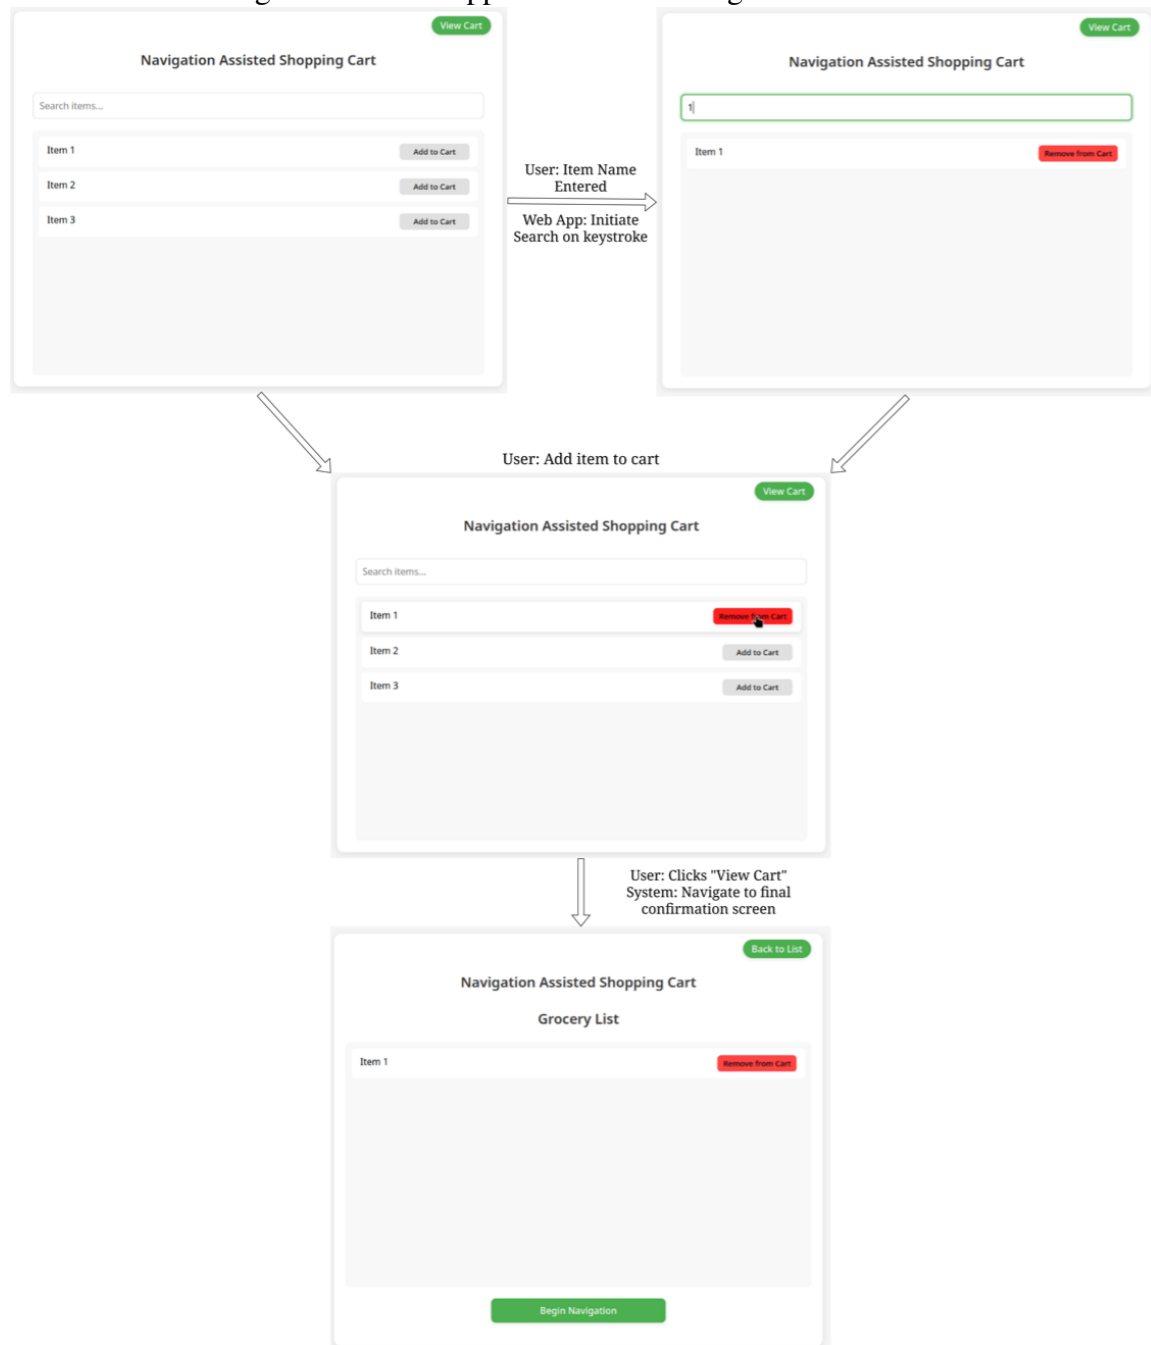 View Cart
Navigation Assisted Shopping Cart
Search items...
Item 1 Add to Cart
Item 2 Add to Cart
Item 3 Add to Cart
User: Item Name
Entered
Web App: Initiate
Search on keystroke
View Cart
Navigation Assisted Shopping Cart
1
Item 1 Remove from Cart
User: Add item to cart
View Cart
Navigation Assisted Shopping Cart
Search items...
Item 1 Remove from Cart
Item 2 Add to Cart
Item 3 Add to Cart
User: Clicks "View Cart"
System: Navigate to final
confirmation screen
Back to List
Navigation Assisted Shopping Cart
Grocery List
Item 1 Remove from Cart
Begin Navigation